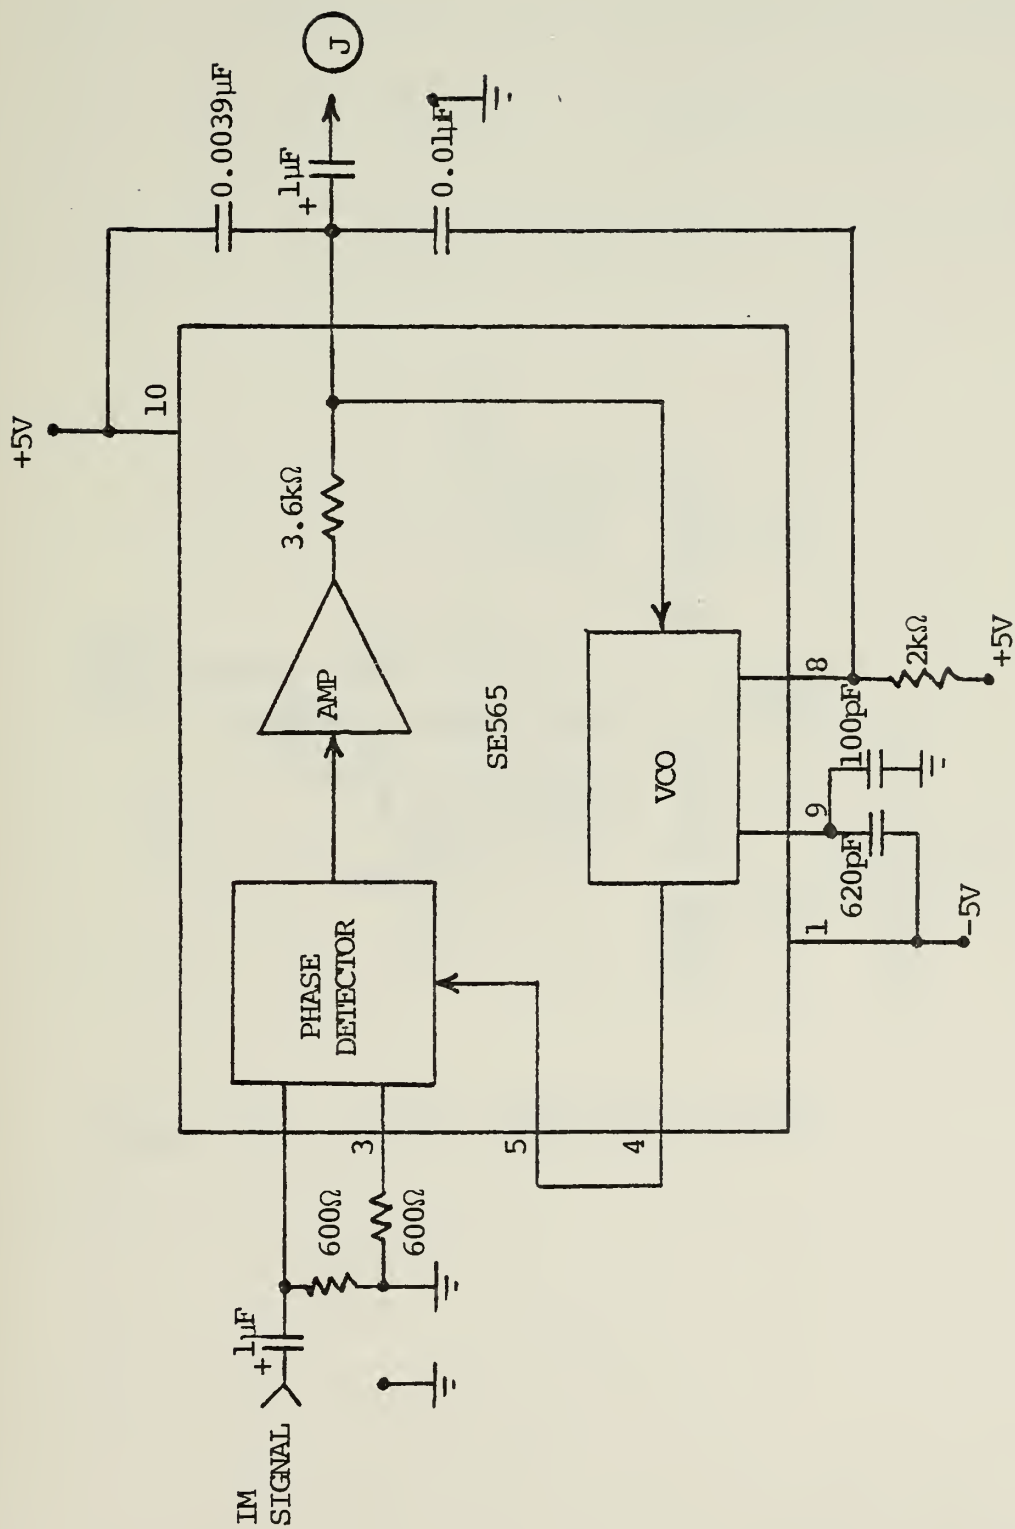 +5V
10
0.0039µF
IM
SIGNAL
1µF
+
3.6kΩ
1µF
+
J
PHASE
DETECTOR
AMP
600Ω
3
600Ω
0.01µF
SE565
5
4
VCO
1
9
8
620pF
100pF
2kΩ
-5V
+5V